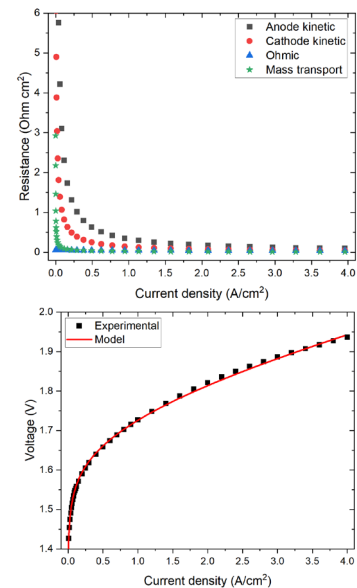 6
5
4
3
2
1
0
Resistance (Ohm cm²)
Anode kinetic
Cathode kinetic
Ohmic
Mass transport
0.0 0.5 1.0 1.5 2.0 2.5 3.0 3.5 4.0
Current density (A/cm²)
2.0
1.9
1.8
1.7
1.6
1.5
1.4
Voltage (V)
Experimental
Model
0.0 0.5 1.0 1.5 2.0 2.5 3.0 3.5 4.0
Current density (A/cm²)